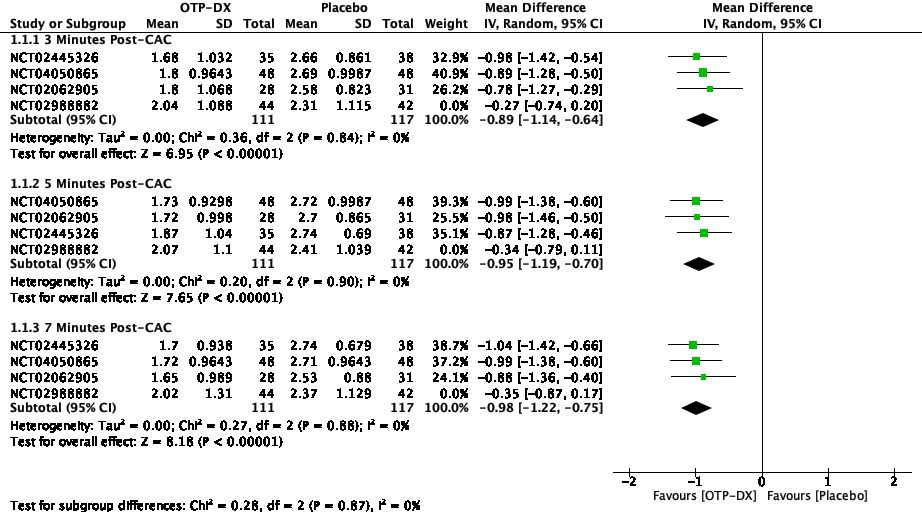 OTP-DX Placebo Mean Difference Mean Difference
Study or Subgroup Mean SD Total Mean SD Total Weight IV, Random, 95% CI IV, Random, 95% CI
1.1.1 3 Minutes Post-CAC
NCT02445326 1.68 1.032 35 2.66 0.861 38 32.9% -0.98 [-1.42, -0.54]
NCT04050865 1.8 0.9643 48 2.69 0.9987 48 40.9% -0.89 [-1.28, -0.50]
NCT02062905 1.8 1.068 28 2.58 0.823 31 26.2% -0.78 [-1.27, -0.29]
NCT02988882 2.04 1.088 44 2.31 1.115 42 0.0% -0.27 [-0.74, 0.20]
Subtotal (95% CI) 111 117 100.0% -0.89 [-1.14, -0.64]
Heterogeneity: Tau² = 0.00; Chi² = 0.36, df = 2 (P = 0.84); I² = 0%
Test for overall effect: Z = 6.95 (P < 0.00001)
1.1.2 5 Minutes Post-CAC
NCT04050865 1.73 0.9298 48 2.72 0.9987 48 39.3% -0.99 [-1.38, -0.60]
NCT02062905 1.72 0.998 28 2.7 0.865 31 25.5% -0.98 [-1.46, -0.50]
NCT02445326 1.87 1.04 35 2.74 0.69 38 35.1% -0.87 [-1.28, -0.46]
NCT02988882 2.07 1.1 44 2.41 1.039 42 0.0% -0.34 [-0.79, 0.11]
Subtotal (95% CI) 111 117 100.0% -0.95 [-1.19, -0.70]
Heterogeneity: Tau² = 0.00; Chi² = 0.20, df = 2 (P = 0.90); I² = 0%
Test for overall effect: Z = 7.65 (P < 0.00001)
1.1.3 7 Minutes Post-CAC
NCT02445326 1.7 0.938 35 2.74 0.679 38 38.7% -1.04 [-1.42, -0.66]
NCT04050865 1.72 0.9643 48 2.71 0.9643 48 37.2% -0.99 [-1.38, -0.60]
NCT02062905 1.65 0.989 28 2.53 0.88 31 24.1% -0.88 [-1.36, -0.40]
NCT02988882 2.02 1.31 44 2.37 1.129 42 0.0% -0.35 [-0.87, 0.17]
Subtotal (95% CI) 111 117 100.0% -0.98 [-1.22, -0.75]
Heterogeneity: Tau² = 0.00; Chi² = 0.27, df = 2 (P = 0.88); I² = 0%
Test for overall effect: Z = 8.18 (P < 0.00001)
-2 -1 0 1 2
Favours [OTP-DX] Favours [Placebo]
Test for subgroup differences: Chi² = 0.28, df = 2 (P = 0.87), I² = 0%